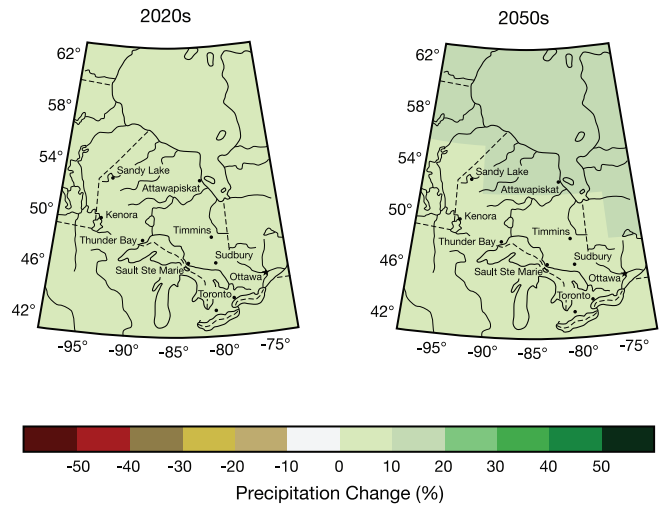 2020s
62°
58°
54°
50°
46°
42°
Sandy Lake
Attawapiskat
Kenora
Timmins
Thunder Bay
Sudbury
Sault Ste Marie
Ottawa
Toronto
-95°
-90°
-85°
-80°
-75°
2050s
62°
58°
54°
50°
46°
42°
Sandy Lake
Attawapiskat
Kenora
Timmins
Thunder Bay
Sudbury
Sault Ste Marie
Ottawa
Toronto
-95°
-90°
-85°
-80°
-75°
-50 -40 -30 -20 -10 0 10 20 30 40 50
Precipitation Change (%)